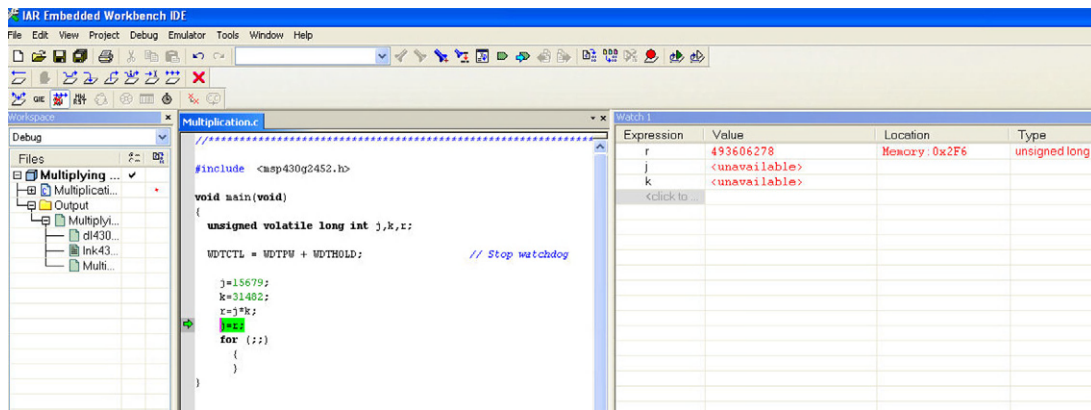 IAR Embedded Workbench IDE
File Edit View Project Debug Emulator Tools Window Help
GIE
Workspace
Debug
Files
Multiplying ...
Multiplicati...
Output
Multiplyi...
dl430...
lnk43...
Multi...
Multiplication.c
//************************************************************
#include <msp430g2452.h>
void main(void)
{
unsigned volatile long int j,k,r;
WDTCTL = WDTPW + WDTHOLD; // Stop watchdog
j=15679;
k=31482;
r=j*k;
j=r;
for (;;)
{
}
}
Watch 1
Expression Value Location Type
r 493606278 Memory:0x2F6 unsigned long
j <unavailable>
k <unavailable>
<click to ...